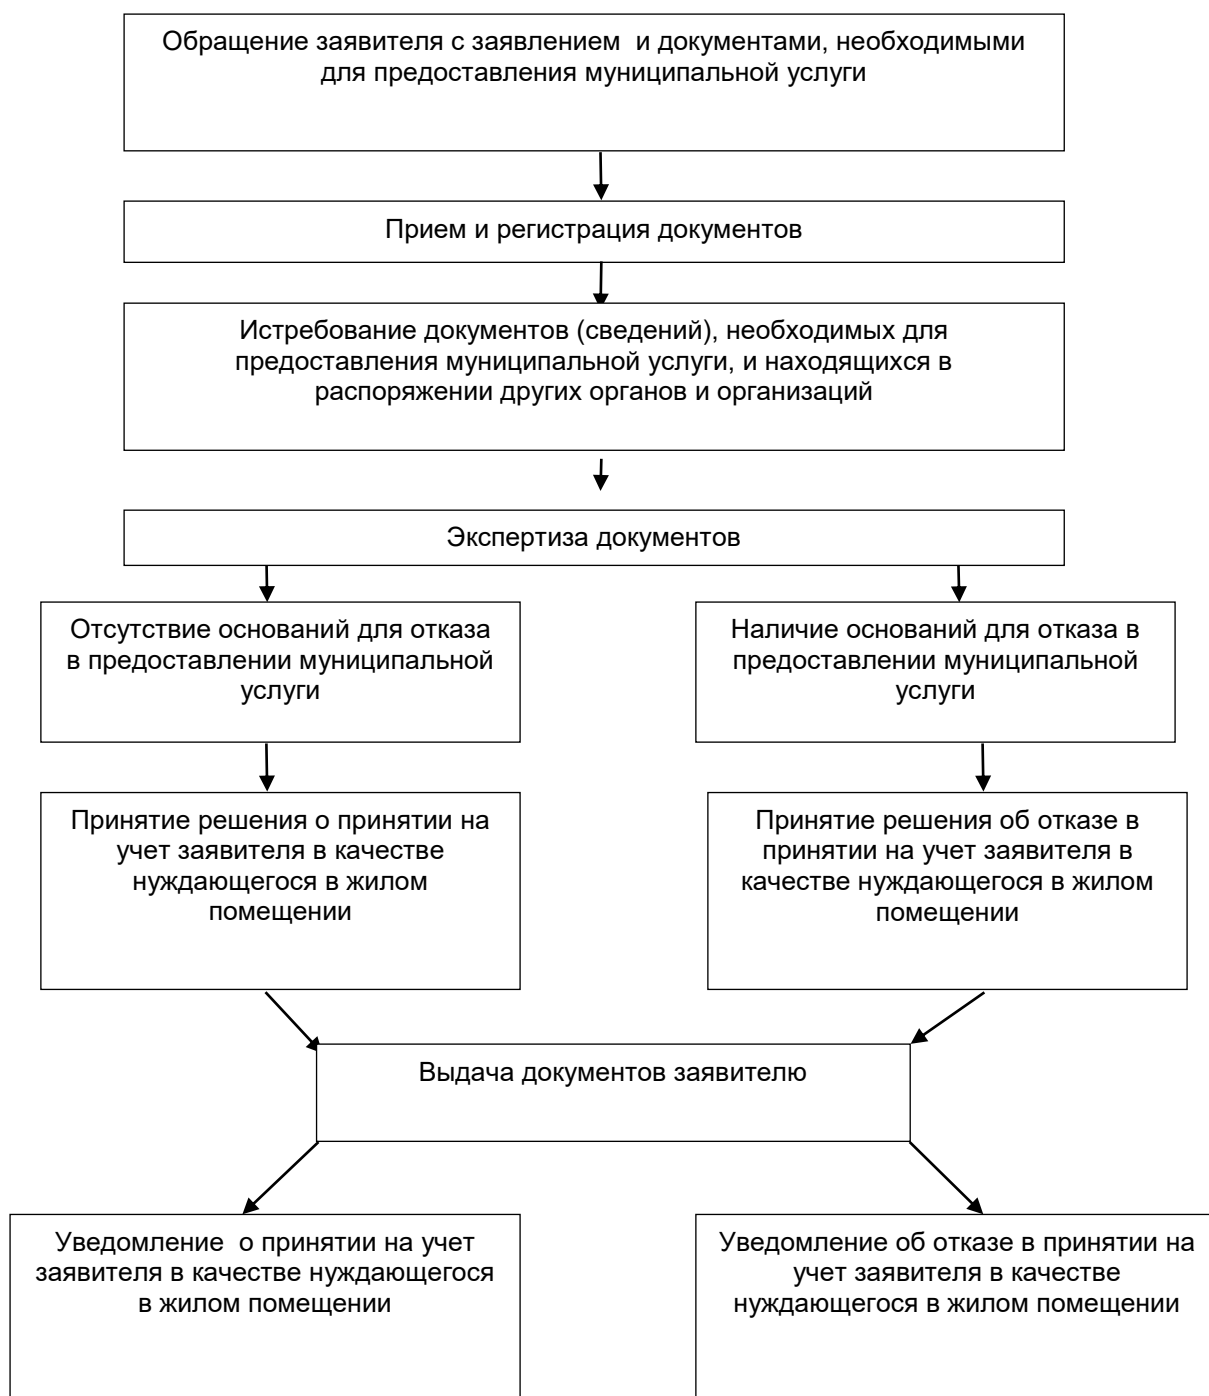 Обращение заявителя с заявлением  и документами, необходимыми
для предоставления муниципальной услуги
Прием и регистрация документов
Истребование документов (сведений), необходимых для
предоставления муниципальной услуги, и находящихся в
распоряжении других органов и организаций
Экспертиза документов
Отсутствие оснований для отказа
в предоставлении муниципальной
услуги
Наличие оснований для отказа в
предоставлении муниципальной
услуги
Принятие решения о принятии на
учет заявителя в качестве
нуждающегося в жилом
помещении
Принятие решения об отказе в
принятии на учет заявителя в
качестве нуждающегося в жилом
помещении
Выдача документов заявителю
Уведомление  о принятии на учет
заявителя в качестве нуждающегося
в жилом помещении
Уведомление об отказе в принятии на
учет заявителя в качестве
нуждающегося в жилом помещении